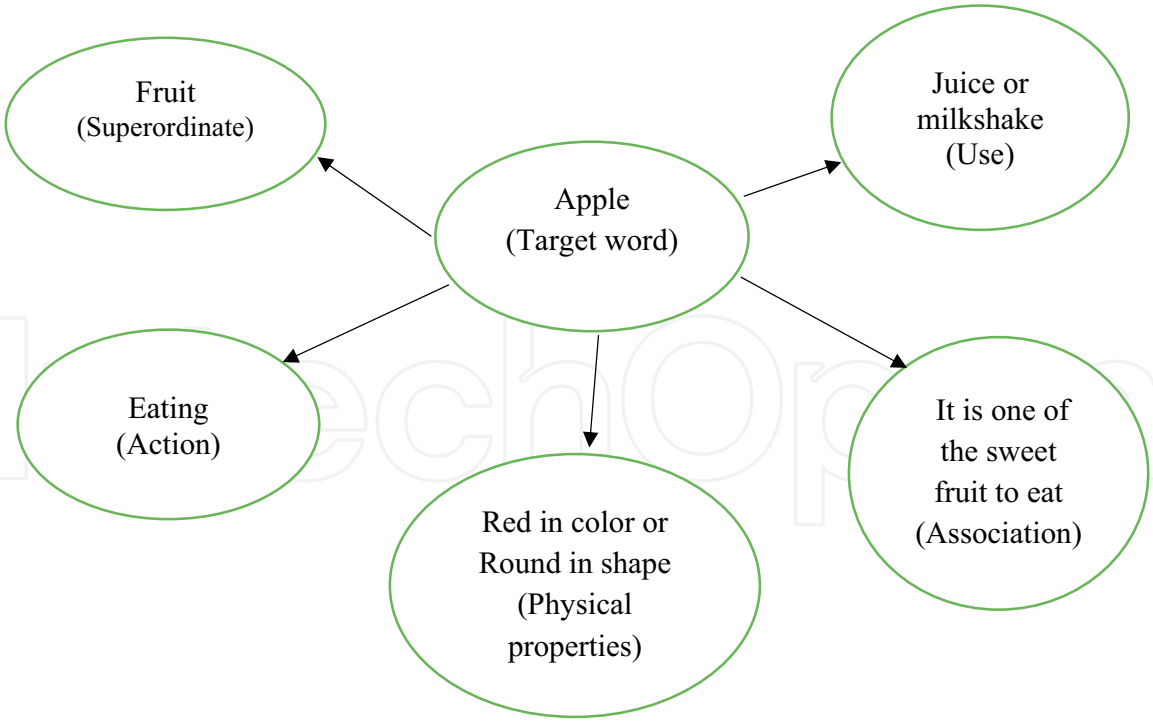 Fruit
(Superordinate)
Juice or
milkshake
(Use)
Apple
(Target word)
Eating
(Action)
Red in color or
Round in shape
(Physical
properties)
It is one of
the sweet
fruit to eat
(Association)